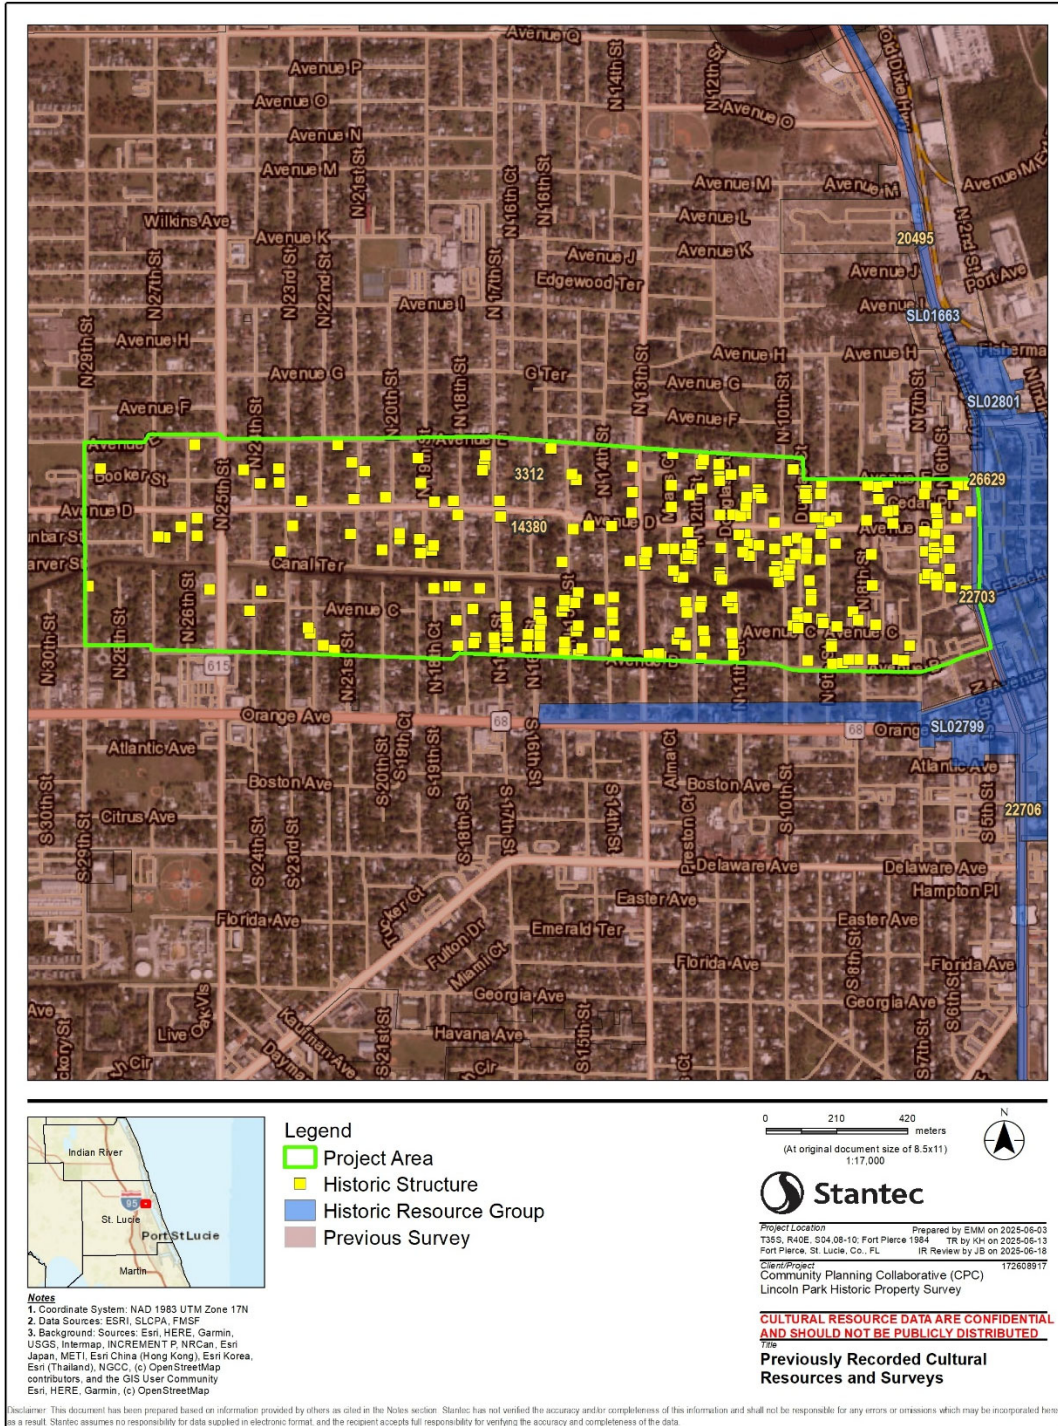 Avenue Q
Avenue P
N 14th St
N 12th St
Avenue O
Avenue O
Avenue N
Avenue M
N 21st St
N 16th Ct
N 16th St
Avenue M
Avenue M
Wilkins Ave
Avenue L
Avenue K
Avenue K
20495
N 2nd St
N 27th St
N 23rd St
N 22nd St
Avenue J
Avenue J
Port Ave
Edgewood Ter
N 17th St
Avenue I
SL01663
N 29th St
Avenue H
Avenue H
Avenue H
Avenue G
G Ter
Avenue G
N 20th St
N 18th St
N 13th St
N 10th St
SL02801
Avenue F
Avenue F
N 7th St
Booker St
3312
N 14th St
26629
N 25th St
Avenue D
14380
Avenue D
Canal Ter
N 26th St
Avenue C
N 8th St
22703
Avenue C
Avenue C
N 30th St
N 28th St
615
N 21st St
N 18th Ct
N 11th St
N 9th St
Orange Ave
68
68
SL02799
Atlantic Ave
S 16th St
Atlantic Ave
S 20th St
S 19th Ct
S 19th St
Alma Ct
Boston Ave
Boston Ave
S 30th St
Citrus Ave
S 10th St
S 5th St
22706
S 29th St
S 24th St
S 23rd St
S 18th St
S 17th St
S 14th St
Preston Ct
Delaware Ave
Delaware Ave
Hampton Pl
Tucker Ct
Easter Ave
Easter Ave
Florida Ave
Emerald Ter
Fulton Dr
Miami Ct
Florida Ave
S 8th St
Florida Ave
Georgia Ave
Georgia Ave
S 6th St
Kaufman Ave
S 21st St
Havana Ave
S 15th St
S 7th St
Legend
Project Area
Historic Structure
Historic Resource Group
Previous Survey
Indian River
95
St. Lucie
Port St Lucie
Martin
Notes
1. Coordinate System: NAD 1983 UTM Zone 17N
2. Data Sources: ESRI, SLCPA, FMSF
3. Background: Sources: Esri, HERE, Garmin,
USGS, Intermap, INCREMENT P, NRCan, Esri
Japan, METI, Esri China (Hong Kong), Esri Korea,
Esri (Thailand), NGCC, (c) OpenStreetMap
contributors, and the GIS User Community
Esri, HERE, Garmin, (c) OpenStreetMap
0 210 420
meters
(At original document size of 8.5x11)
1:17,000
N
Stantec
Project Location Prepared by EMM on 2025-06-03
T35S, R40E, S04,08-10; Fort Pierce 1984 TR by KH on 2025-06-13
Fort Pierce, St. Lucie, Co., FL IR Review by JB on 2025-06-18
Client/Project 172608917
Community Planning Collaborative (CPC)
Lincoln Park Historic Property Survey
CULTURAL RESOURCE DATA ARE CONFIDENTIAL
AND SHOULD NOT BE PUBLICLY DISTRIBUTED
Title
Previously Recorded Cultural
Resources and Surveys
Disclaimer: This document has been prepared based on information provided by others as cited in the Notes section. Stantec has not verified the accuracy and/or completeness of this information and shall not be responsible for any errors or omissions which may be incorporated here
as a result. Stantec assumes no responsibility for data supplied in electronic format, and the recipient accepts full responsibility for verifying the accuracy and completeness of the data.